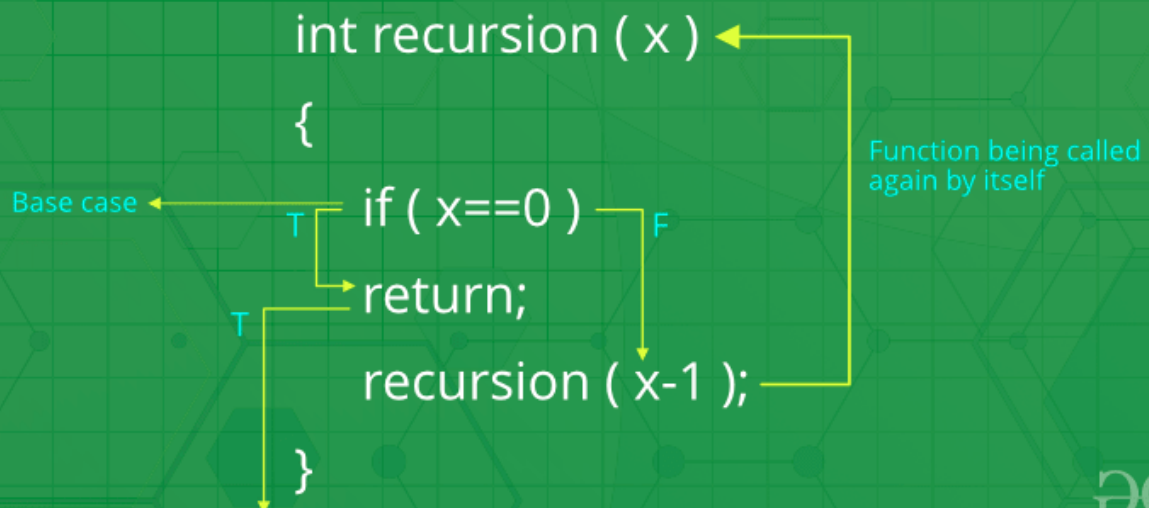 int recursion ( x )
{
Function being called
again by itself
Base case
if ( x==0 )
T
F
return;
T
recursion ( x-1 );
}